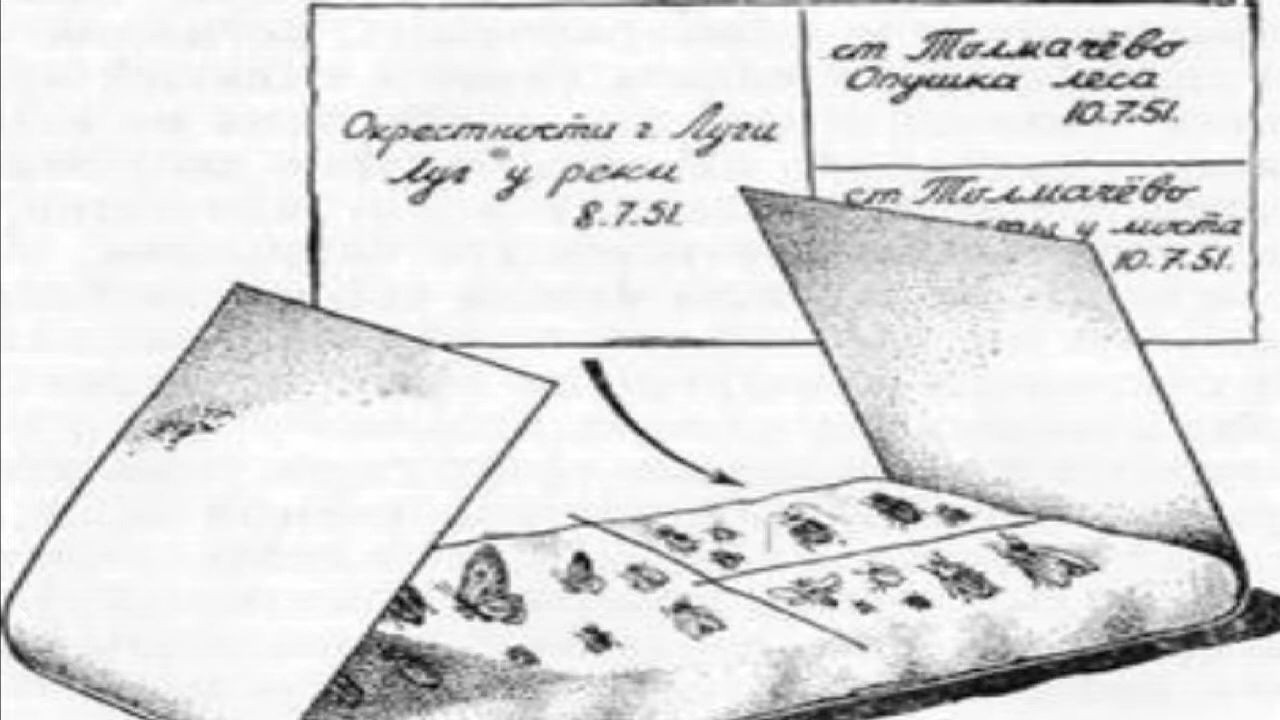 Окрестности г Луги
Луг у реки
8.7.51.
ст Толмачёво
Опушка леса
10.7.51.
ст Толмачёво
у моста
10.7.51.